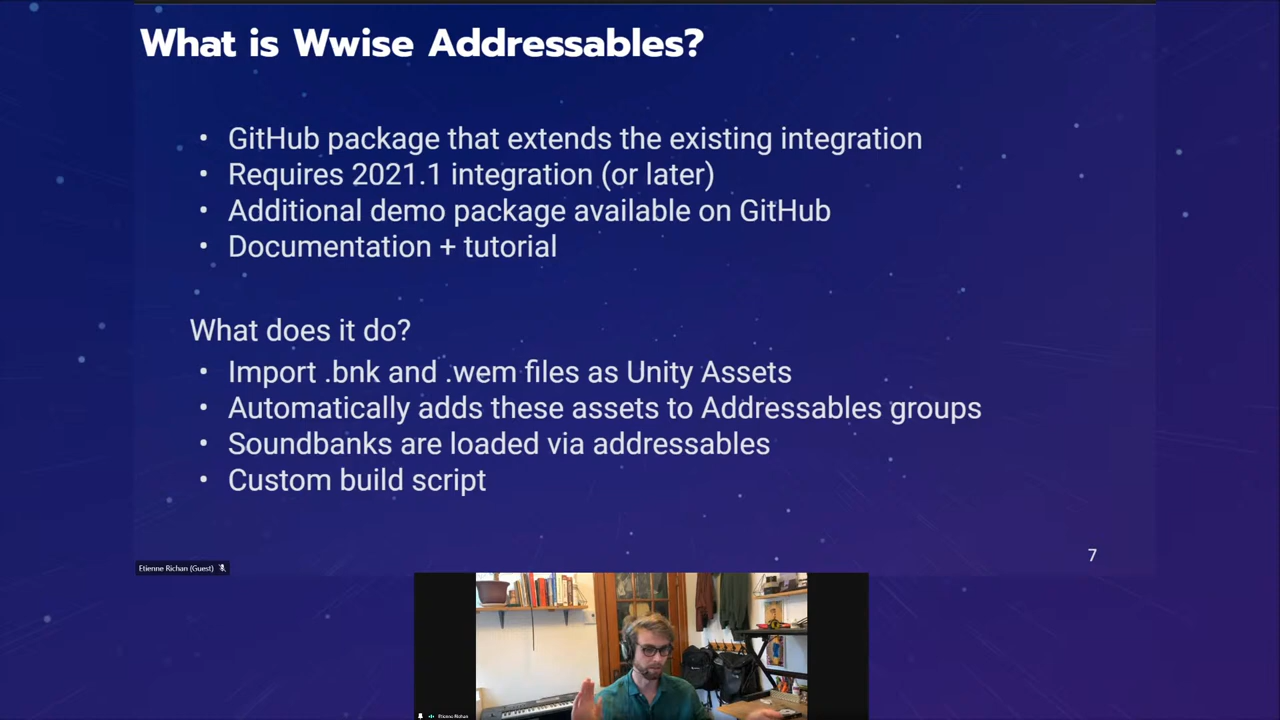 What is Wwise Addressables?
• GitHub package that extends the existing integration
• Requires 2021.1 integration (or later)
• Additional demo package available on GitHub
• Documentation + tutorial
What does it do?
• Import .bnk and .wem files as Unity Assets
• Automatically adds these assets to Addressables groups
• Soundbanks are loaded via addressables
• Custom build script
7
Etienne Richan (Guest)
Etienne Richan